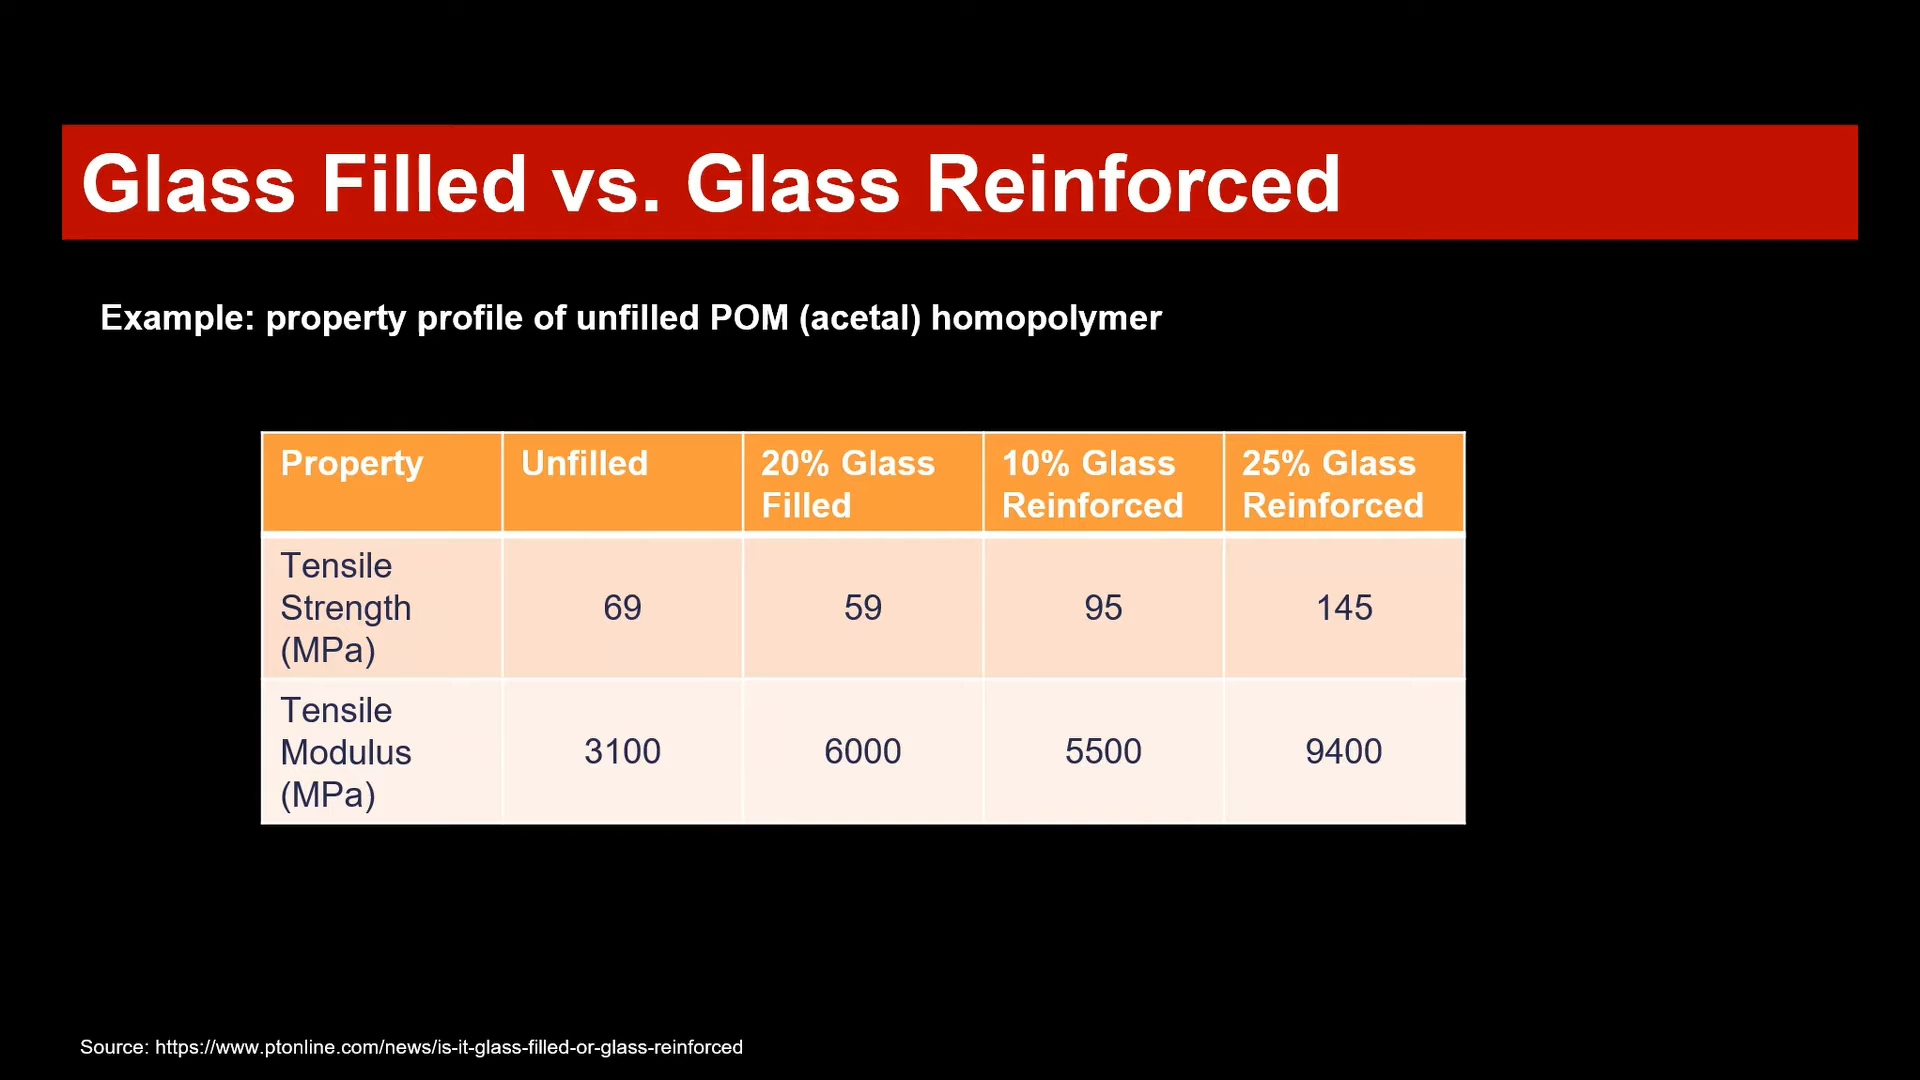 Glass Filled vs. Glass Reinforced
Example: property profile of unfilled POM (acetal) homopolymer
Property
Unfilled
20% Glass
Filled
10% Glass
Reinforced
25% Glass
Reinforced
Tensile
Strength
(MPa)
69
59
95
145
Tensile
Modulus
(MPa)
3100
6000
5500
9400
Source: https://www.ptonline.com/news/is-it-glass-filled-or-glass-reinforced